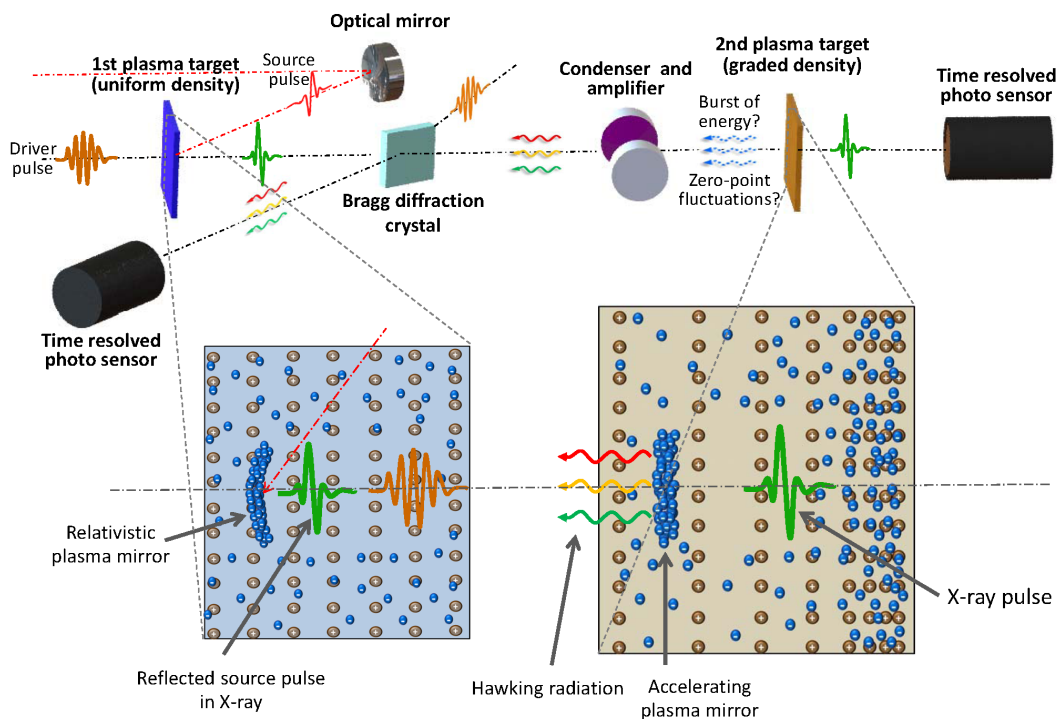 Optical mirror
1st plasma target
(uniform density)
Source
pulse
Driver
pulse
Bragg diffraction
crystal
Condenser and
amplifier
Burst of
energy?
Zero-point
fluctuations?
2nd plasma target
(graded density)
Time resolved
photo sensor
Time resolved
photo sensor
Relativistic
plasma mirror
Reflected source pulse
in X-ray
Hawking radiation
Accelerating
plasma mirror
X-ray pulse